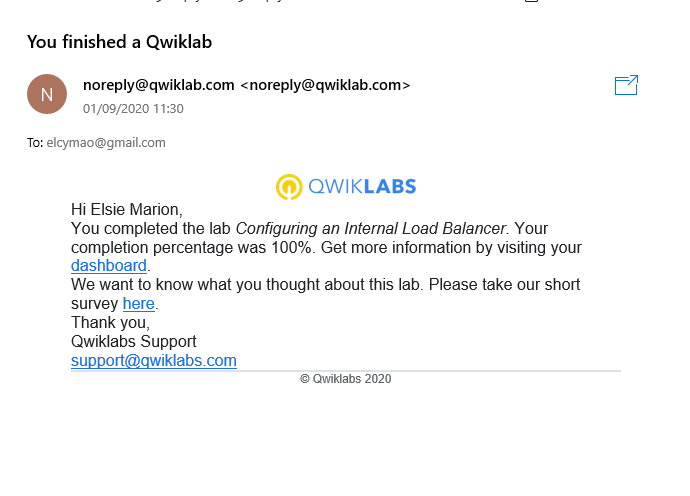 You finished a Qwiklab
N
noreply@qwiklab.com <noreply@qwiklab.com>
01/09/2020 11:30
To: elcymao@gmail.com
QWIKLABS
Hi Elsie Marion,
You completed the lab Configuring an Internal Load Balancer. Your
completion percentage was 100%. Get more information by visiting your
dashboard.
We want to know what you thought about this lab. Please take our short
survey here.
Thank you,
Qwiklabs Support
support@qwiklabs.com
© Qwiklabs 2020